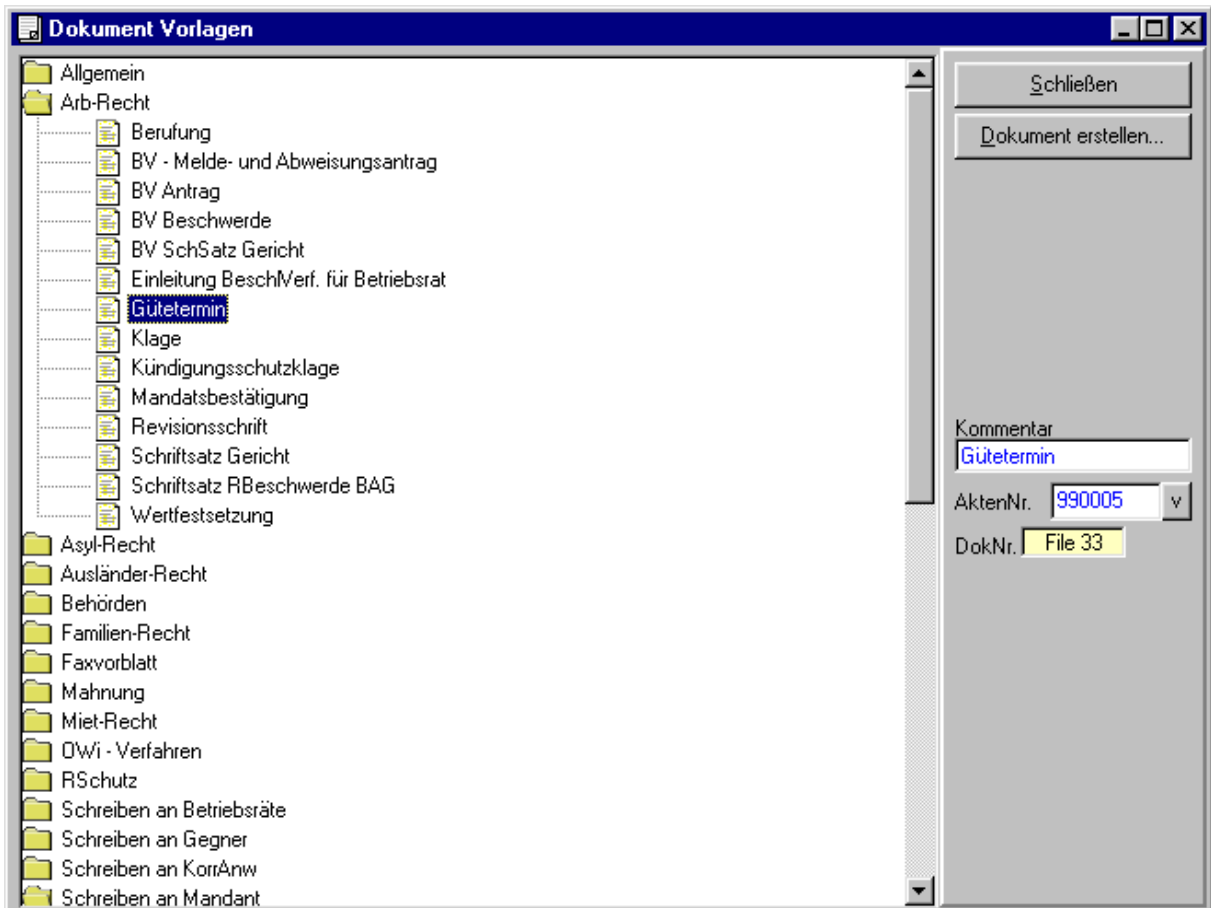 Dokument Vorlagen
Allgemein
Arb-Recht
Berufung
BV - Melde- und Abweisungsantrag
BV Antrag
BV Beschwerde
BV SchSatz Gericht
Einleitung BeschlVerf. für Betriebsrat
Gütetermin
Klage
Kündigungsschutzklage
Mandatsbestätigung
Revisionsschrift
Schriftsatz Gericht
Schriftsatz RBeschwerde BAG
Wertfestsetzung
Asyl-Recht
Ausländer-Recht
Behörden
Familien-Recht
Faxvorblatt
Mahnung
Miet-Recht
OWi - Verfahren
RSchutz
Schreiben an Betriebsräte
Schreiben an Gegner
Schreiben an KorrAnw
Schreiben an Mandant
Schließen
Dokument erstellen...
Kommentar
Gütetermin
AktenNr. 990005 v
DokNr. File 33